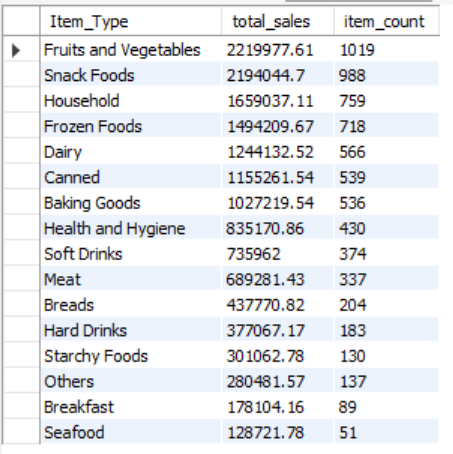 Item_Type total_sales item_count
Fruits and Vegetables 2219977.61 1019
Snack Foods 2194044.7 988
Household 1659037.11 759
Frozen Foods 1494209.67 718
Dairy 1244132.52 566
Canned 1155261.54 539
Baking Goods 1027219.54 536
Health and Hygiene 835170.86 430
Soft Drinks 735962 374
Meat 689281.43 337
Breads 437770.82 204
Hard Drinks 377067.17 183
Starchy Foods 301062.78 130
Others 280481.57 137
Breakfast 178104.16 89
Seafood 128721.78 51